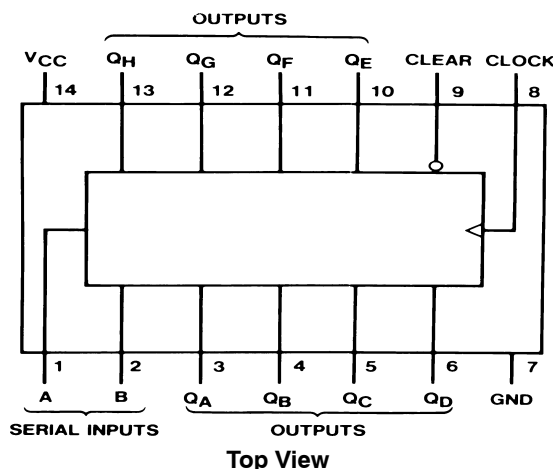 OUTPUTS
VCC QH QG QF QE CLEAR CLOCK
14 13 12 11 10 9 8
1 2 3 4 5 6 7
A B QA QB QC QD GND
SERIAL INPUTS OUTPUTS
Top View